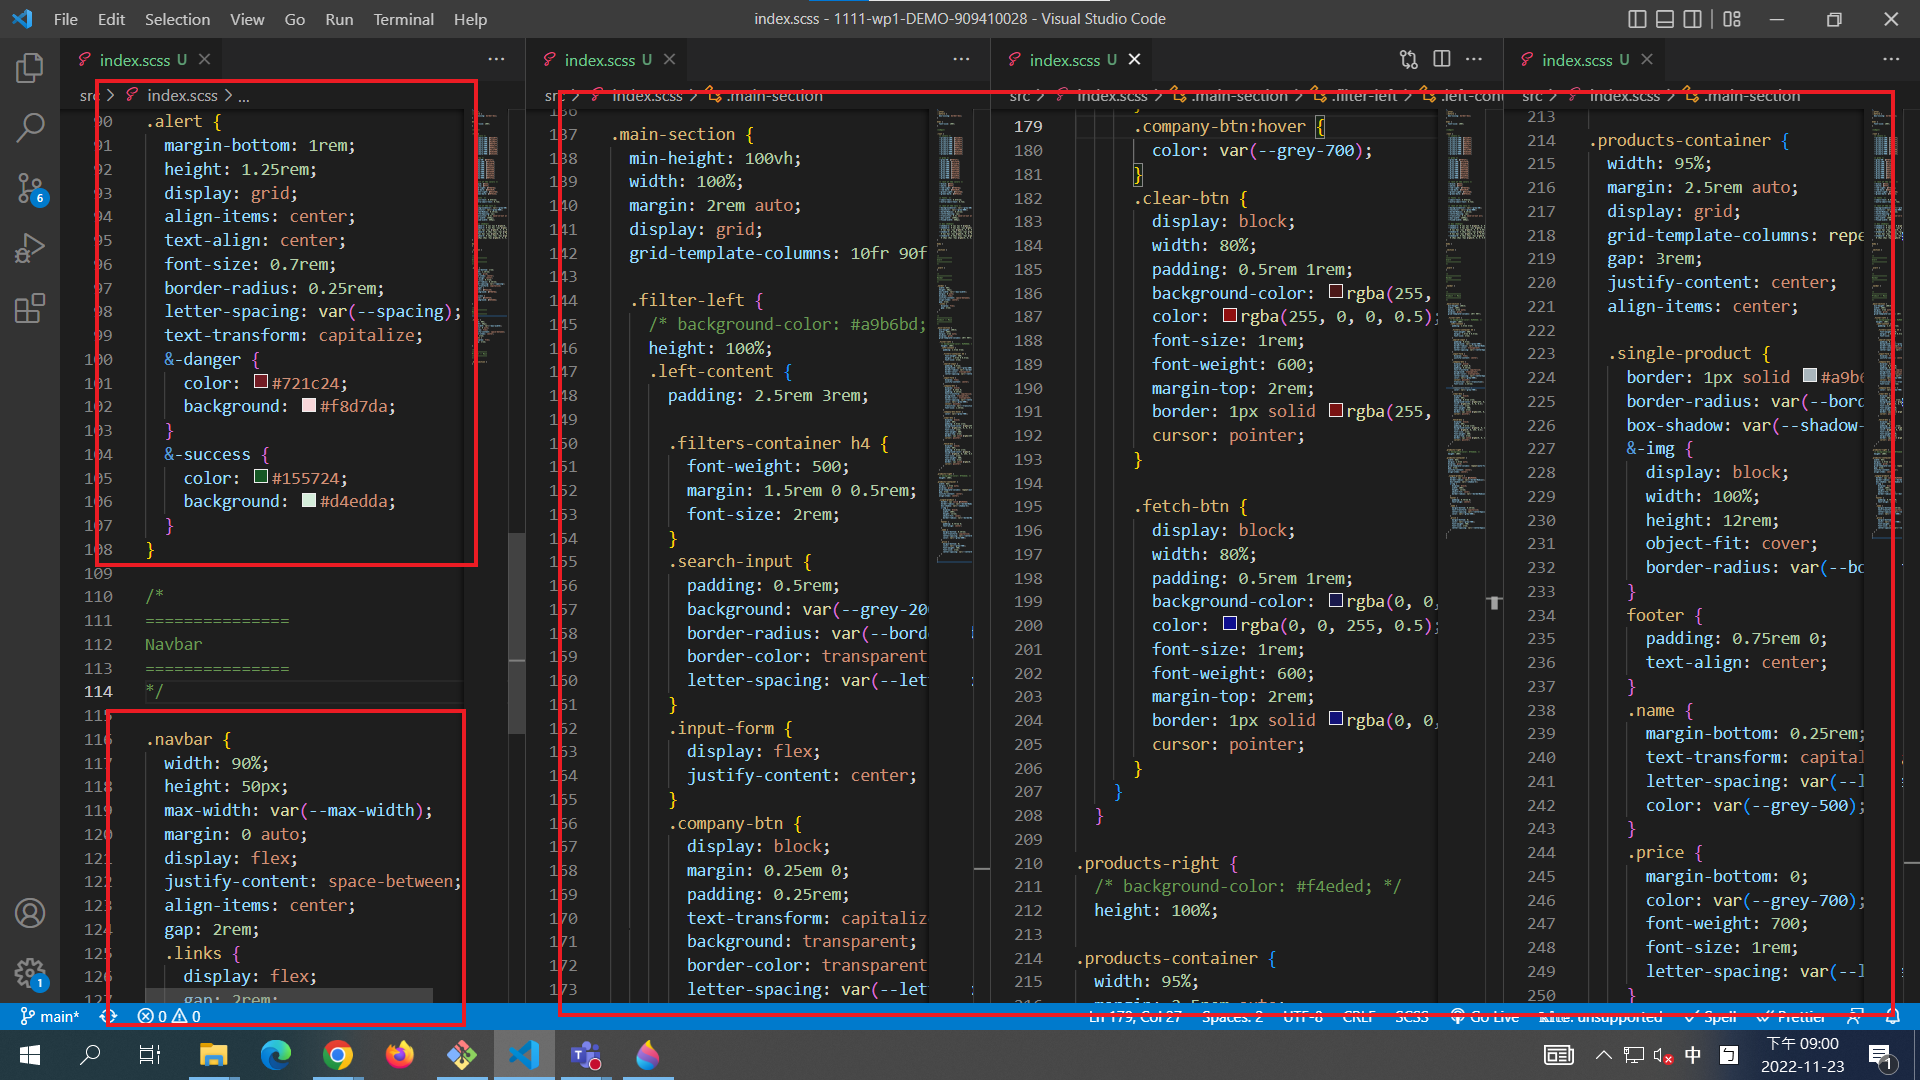 File Edit Selection View Go Run Terminal Help
index.scss - 1111-wp1-DEMO-909410028 - Visual Studio Code
index.scss U
src > index.scss > ...
90 .alert {
91 margin-bottom: 1rem;
92 height: 1.25rem;
93 display: grid;
94 align-items: center;
95 text-align: center;
96 font-size: 0.7rem;
97 border-radius: 0.25rem;
98 letter-spacing: var(--spacing);
99 text-transform: capitalize;
100 &-danger {
101 color: #721c24;
102 background: #f8d7da;
103 }
104 &-success {
105 color: #155724;
106 background: #d4edda;
107 }
108 }
109
110 /*
111 ===============
112 Navbar
113 ===============
114 */
115
116 .navbar {
117 width: 90%;
118 height: 50px;
119 max-width: var(--max-width);
120 margin: 0 auto;
121 display: flex;
122 justify-content: space-between;
123 align-items: center;
124 gap: 2rem;
125 .links {
126 display: flex;
127 gap: 2rem;
index.scss U
src > index.scss > .main-section
136
137 .main-section {
138 min-height: 100vh;
139 width: 100%;
140 margin: 2rem auto;
141 display: grid;
142 grid-template-columns: 10fr 90f
143
144 .filter-left {
145 /* background-color: #a9b6bd;
146 height: 100%;
147 .left-content {
148 padding: 2.5rem 3rem;
149
150 .filters-container h4 {
151 font-weight: 500;
152 margin: 1.5rem 0 0.5rem;
153 font-size: 2rem;
154 }
155 .search-input {
156 padding: 0.5rem;
157 background: var(--grey-20
158 border-radius: var(--bord
159 border-color: transparent
160 letter-spacing: var(--let
161 }
162 .input-form {
163 display: flex;
164 justify-content: center;
165 }
166 .company-btn {
167 display: block;
168 margin: 0.25em 0;
169 padding: 0.25rem;
170 text-transform: capitaliz
171 background: transparent;
172 border-color: transparent
173 letter-spacing: var(--let
index.scss U
src > index.scss > .main-section > .filter-left > .left-cont
179 .company-btn:hover {
180 color: var(--grey-700);
181 }
182 .clear-btn {
183 display: block;
184 width: 80%;
185 padding: 0.5rem 1rem;
186 background-color: rgba(255,
187 color: rgba(255, 0, 0, 0.5);
188 font-size: 1rem;
189 font-weight: 600;
190 margin-top: 2rem;
191 border: 1px solid rgba(255,
192 cursor: pointer;
193 }
194
195 .fetch-btn {
196 display: block;
197 width: 80%;
198 padding: 0.5rem 1rem;
199 background-color: rgba(0, 0,
200 color: rgba(0, 0, 255, 0.5);
201 font-size: 1rem;
202 font-weight: 600;
203 margin-top: 2rem;
204 border: 1px solid rgba(0, 0,
205 cursor: pointer;
206 }
207 }
208 }
209
210 .products-right {
211 /* background-color: #f4eded; */
212 height: 100%;
213
214 .products-container {
215 width: 95%;
216 margin: 2.5rem auto;
index.scss U
src > index.scss > .main-section
213
214 .products-container {
215 width: 95%;
216 margin: 2.5rem auto;
217 display: grid;
218 grid-template-columns: repe
219 gap: 3rem;
220 justify-content: center;
221 align-items: center;
222
223 .single-product {
224 border: 1px solid #a9b6
225 border-radius: var(--bord
226 box-shadow: var(--shadow-
227 &-img {
228 display: block;
229 width: 100%;
230 height: 12rem;
231 object-fit: cover;
232 border-radius: var(--bo
233 }
234 footer {
235 padding: 0.75rem 0;
236 text-align: center;
237 }
238 .name {
239 margin-bottom: 0.25rem;
240 text-transform: capital
241 letter-spacing: var(--l
242 color: var(--grey-500);
243 }
244 .price {
245 margin-bottom: 0;
246 color: var(--grey-700);
247 font-weight: 700;
248 font-size: 1rem;
249 letter-spacing: var(--l
250 }
6
1
main* 0 0 Ln 179, Col 27 Spaces: 2 UTF-8 CRLF SCSS Go Live unsupported Spell Prettier
中 ㄅ 下午 09:00
2022-11-23
1